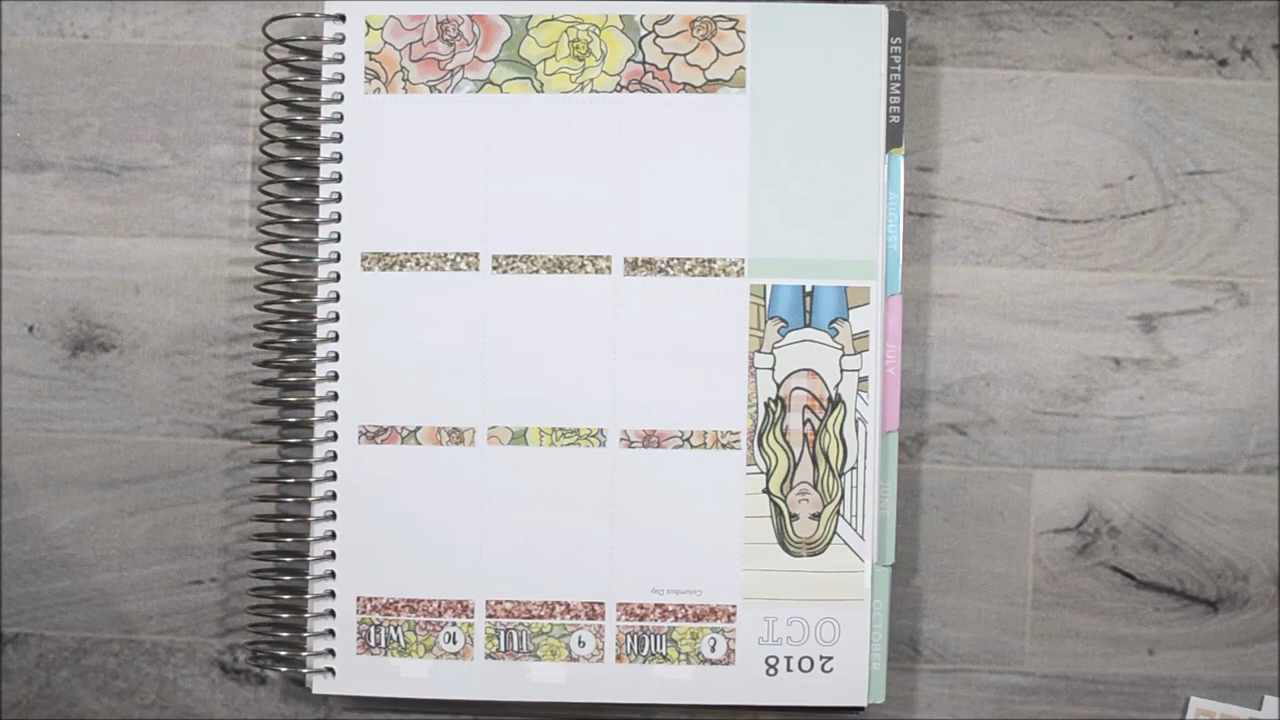 2018
OCT
MON 8
TUE 9
WED 10
Columbus Day
SEPTEMBER
AUGUST
JULY
JUNE
OCTOBER